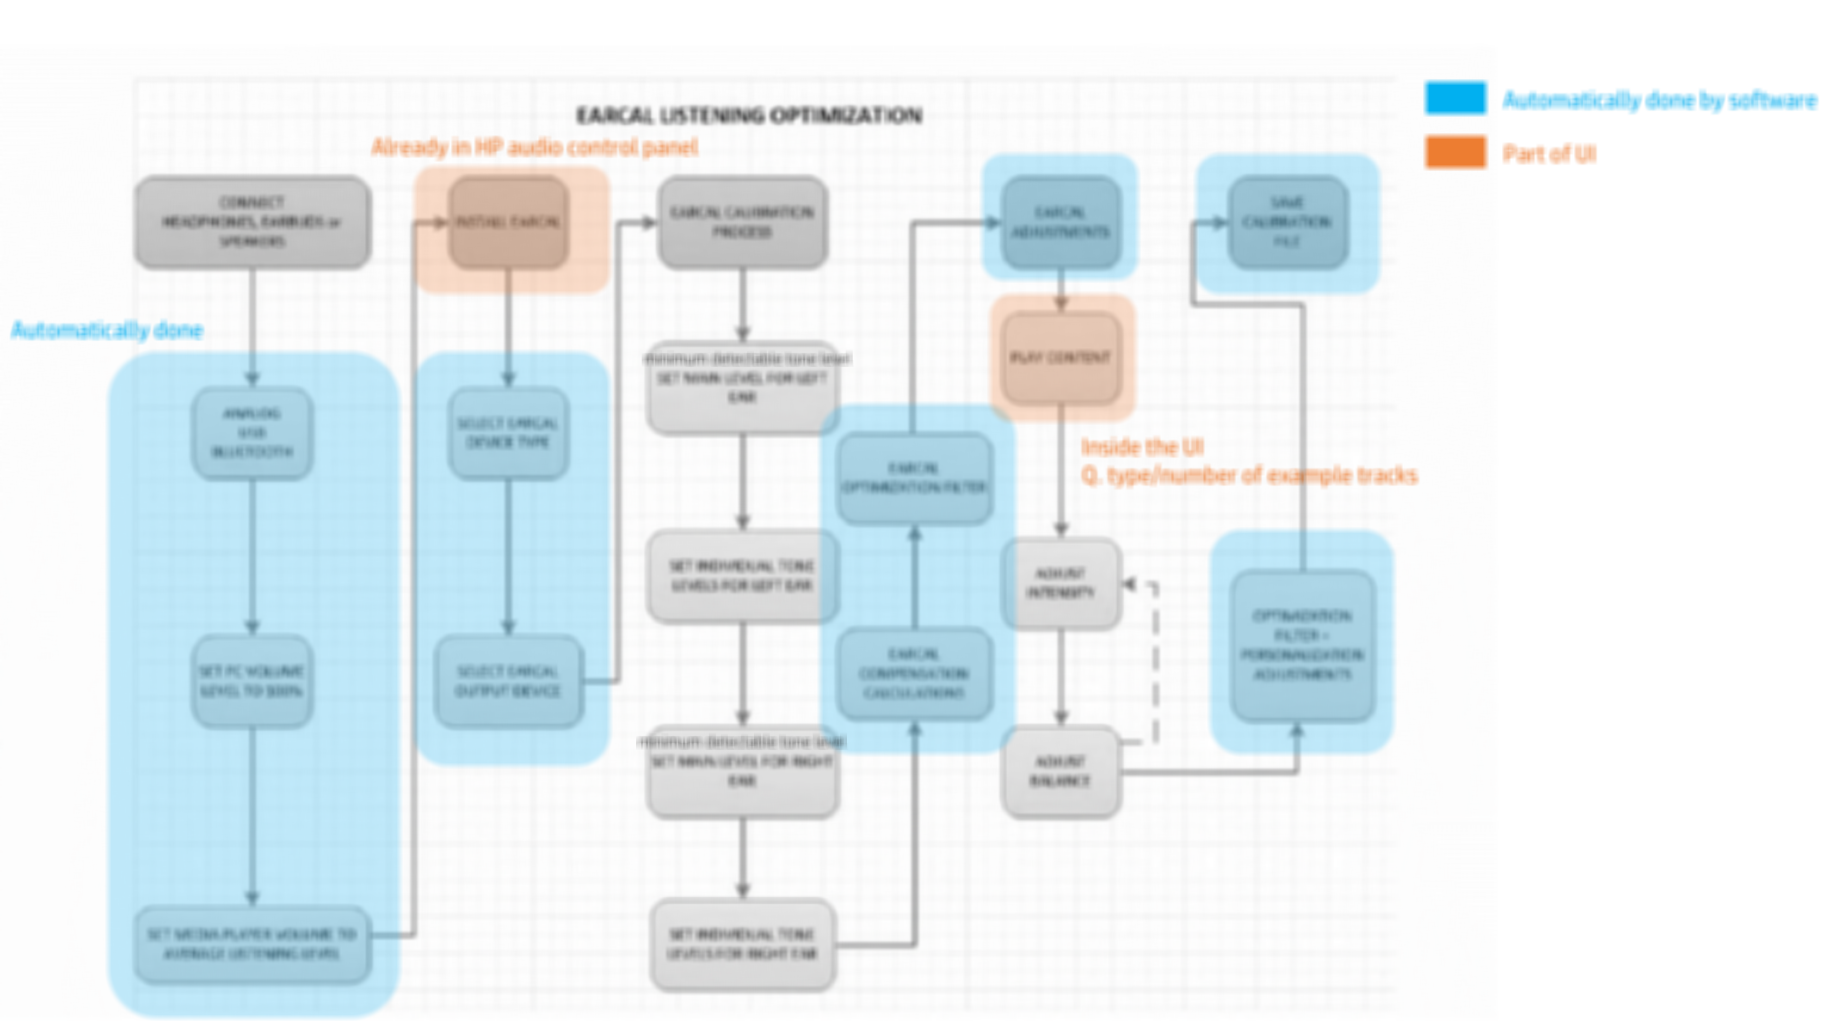 EARCAL LISTENING OPTIMIZATION
Automatically done by software
Part of UI
Already in HP audio control panel
CONNECT
HEADPHONES, EARBUDS or
SPEAKERS
Automatically done
ANALOG
USB
BLUETOOTH
SET PC VOLUME
LEVEL TO 100%
SET MEDIA PLAYER VOLUME TO
AVERAGE LISTENING LEVEL
INSTALL EARCAL
SELECT EARCAL
DEVICE TYPE
SELECT EARCAL
OUTPUT DEVICE
EARCAL CALIBRATION
PROCESS
minimum detectable tone level
SET MAIN LEVEL FOR LEFT
EAR
SET INDIVIDUAL TONE
LEVELS FOR LEFT EAR
minimum detectable tone level
SET MAIN LEVEL FOR RIGHT
EAR
SET INDIVIDUAL TONE
LEVELS FOR RIGHT EAR
EARCAL
COMPENSATION
CALCULATIONS
EARCAL
OPTIMIZATION FILTER
EARCAL
ADJUSTMENTS
PLAY CONTENT
Inside the UI
Q. type/number of example tracks
ADJUST
INTENSITY
ADJUST
BALANCE
OPTIMIZATION
FILTER +
PERSONALIZATION
ADJUSTMENTS
SAVE
CALIBRATION
FILE